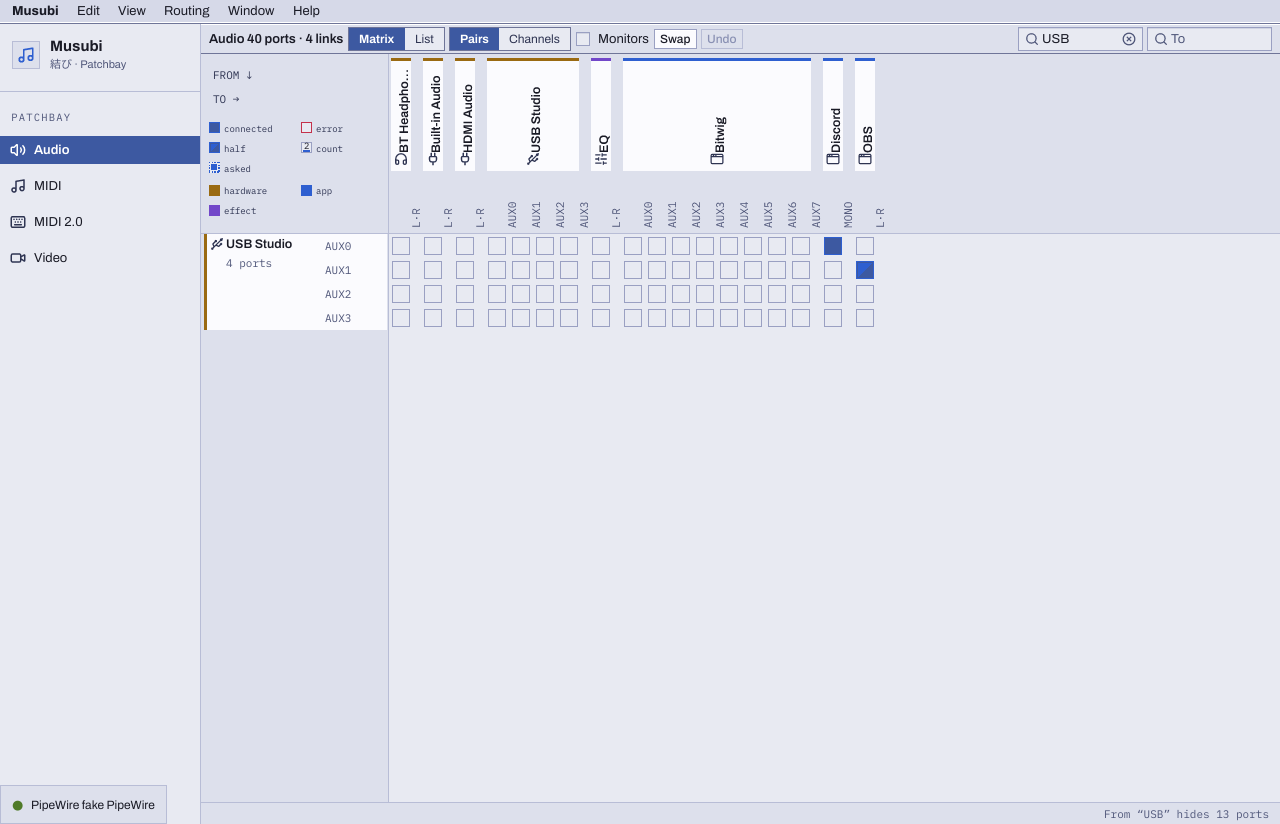 Musubi Edit View Routing Window Help
Musubi
結び · Patchbay
Audio 40 ports · 4 links Matrix List Pairs Channels Monitors Swap Undo USB To
PATCHBAY
Audio
MIDI
MIDI 2.0
Video
FROM ↓
TO →
connected error
half 2 count
asked
hardware app
effect
BT Headpho… Built-in Audio HDMI Audio USB Studio EQ Bitwig Discord OBS
L·R L·R L·R AUX0 AUX1 AUX2 AUX3 L·R AUX0 AUX1 AUX2 AUX3 AUX4 AUX5 AUX6 AUX7 MONO L·R
USB Studio AUX0
4 ports
AUX1
AUX2
AUX3
PipeWire fake PipeWire
From “USB” hides 13 ports